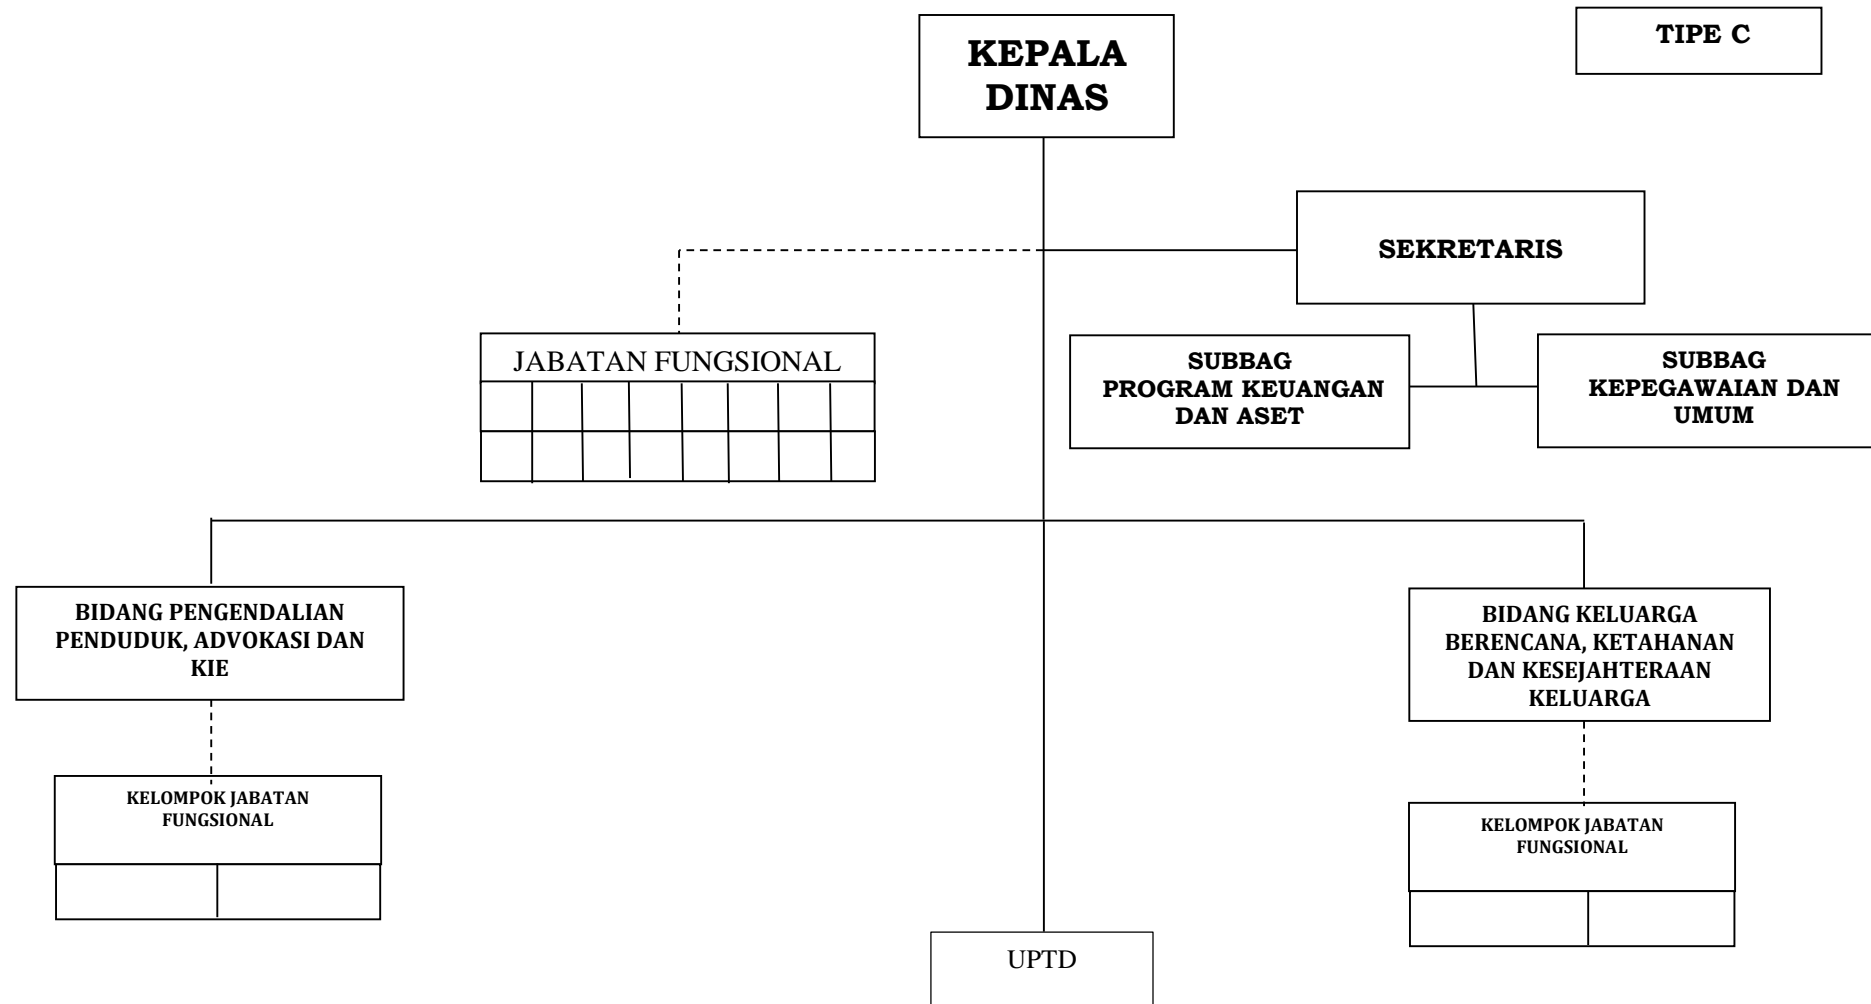 KEPALA
DINAS
TIPE C
SEKRETARIS
JABATAN FUNGSIONAL
SUBBAG
PROGRAM KEUANGAN
DAN ASET
SUBBAG
KEPEGAWAIAN DAN
UMUM
BIDANG PENGENDALIAN
PENDUDUK, ADVOKASI DAN
KIE
BIDANG KELUARGA
BERENCANA, KETAHANAN
DAN KESEJAHTERAAN
KELUARGA
KELOMPOK JABATAN
FUNGSIONAL
KELOMPOK JABATAN
FUNGSIONAL
UPTD